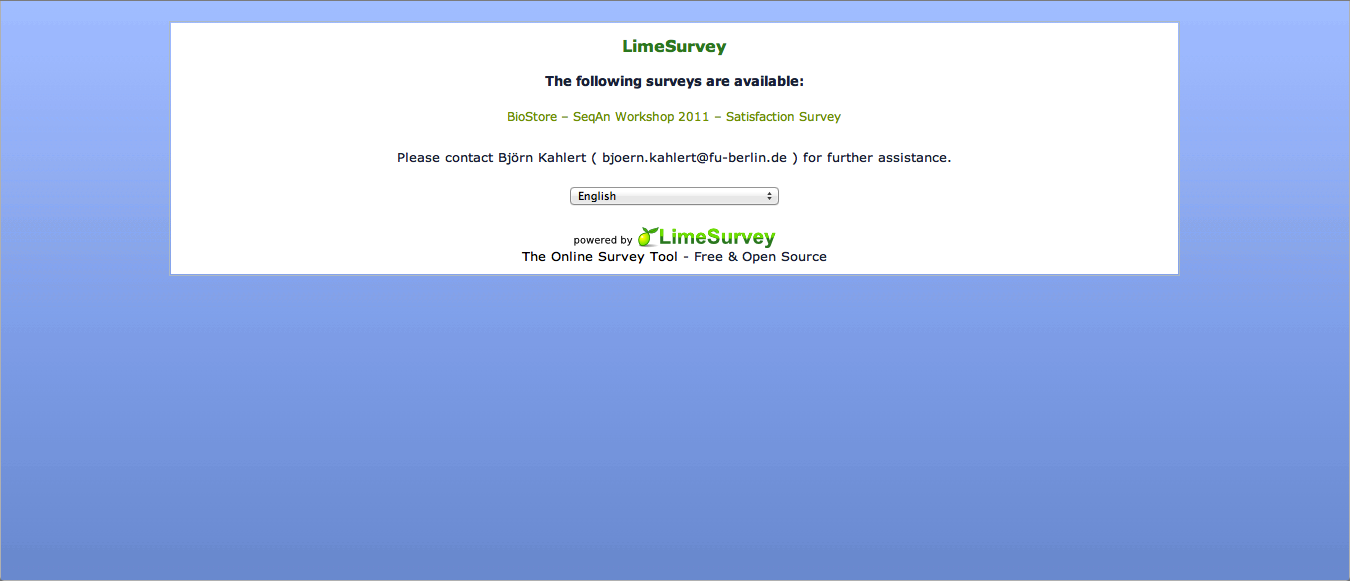 LimeSurvey
The following surveys are available:
BioStore – SeqAn Workshop 2011 – Satisfaction Survey
Please contact Björn Kahlert ( bjoern.kahlert@fu-berlin.de ) for further assistance.
English
powered by LimeSurvey
The Online Survey Tool - Free & Open Source